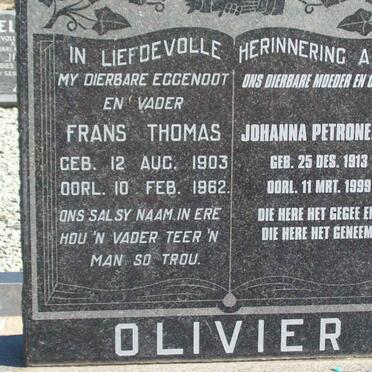 IN LIEFDEVOLLE HERINNERING A
MY DIERBARE EGGENOOT
EN VADER
FRANS THOMAS
GEB. 12 AUG. 1903
OORL. 10 FEB. 1962.
ONS SAL SY NAAM, IN ERE
HOU 'N VADER TEER 'N
MAN SO TROU.
ONS DIERBARE MOEDER EN O
JOHANNA PETRONE
GEB. 25 DES. 1913
OORL. 11 MRT. 1999
DIE HERE HET GEGEE E
DIE HERE HET GENEEM
OLIVIER